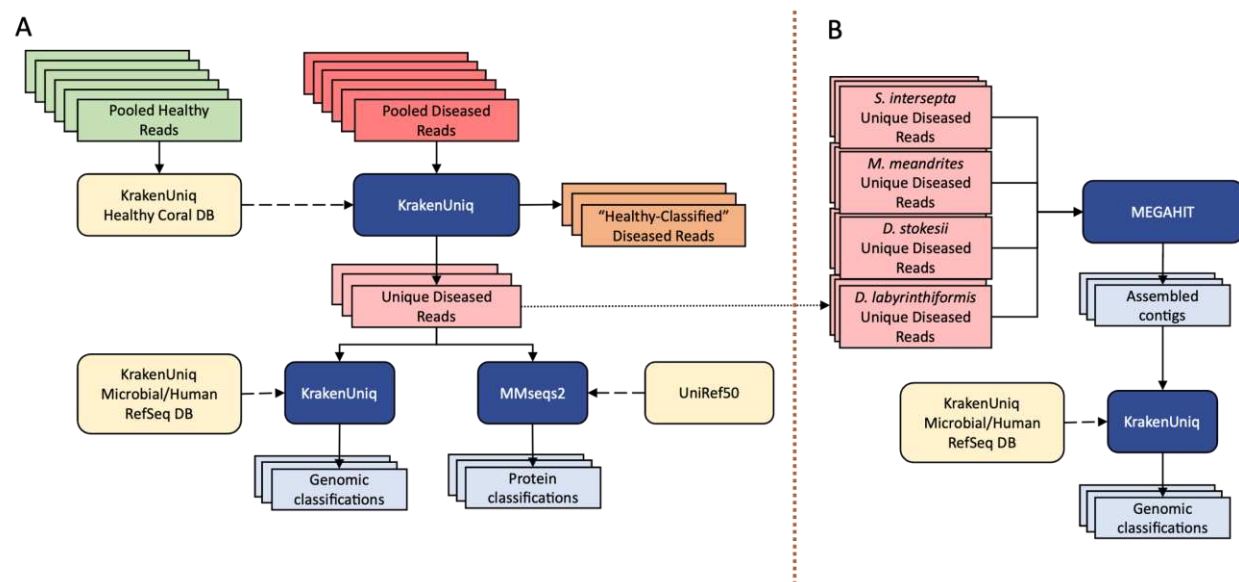 A
Pooled Healthy
Reads
Pooled Diseased
Reads
KrakenUniq
Healthy Coral DB
KrakenUniq
“Healthy-Classified”
Diseased Reads
Unique Diseased
Reads
KrakenUniq
Microbial/Human
RefSeq DB
KrakenUniq
MMseqs2
UniRef50
Genomic
classifications
Protein
classifications
B
S. intersepta
Unique Diseased
Reads
M. meandrites
Unique Diseased
Reads
D. stokesii
Unique Diseased
Reads
D. labyrinthiformis
Unique Diseased
Reads
MEGAHIT
Assembled
contigs
KrakenUniq
Microbial/Human
RefSeq DB
KrakenUniq
Genomic
classifications